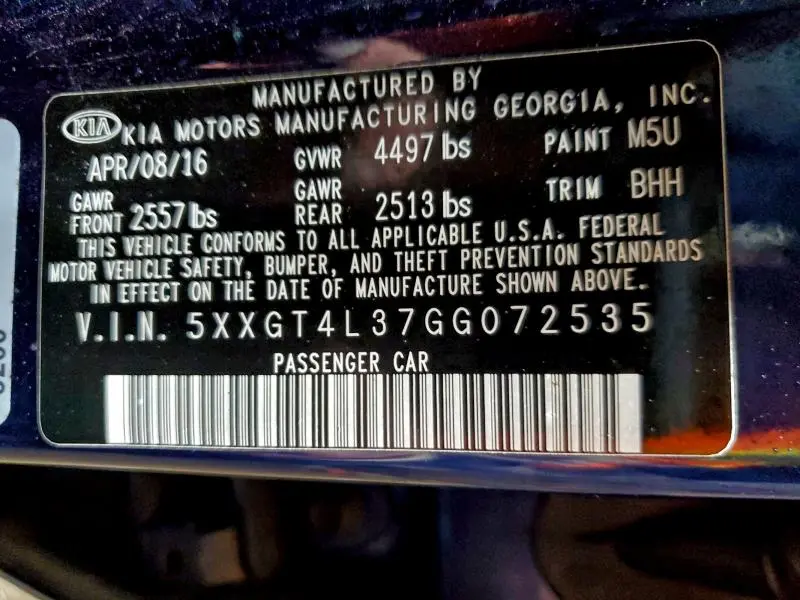 MANUFACTURED BY
KIA KIA MOTORS MANUFACTURING GEORGIA, INC.
APR/08/16 GVWR 4497 lbs PAINT M5U
GAWR FRONT 2557 lbs GAWR REAR 2513 lbs TRIM BHH
THIS VEHICLE CONFORMS TO ALL APPLICABLE U.S.A. FEDERAL
MOTOR VEHICLE SAFETY, BUMPER, AND THEFT PREVENTION STANDARDS
IN EFFECT ON THE DATE OF MANUFACTURE SHOWN ABOVE.
V.I.N. 5XXGT4L37GG072535
PASSENGER CAR